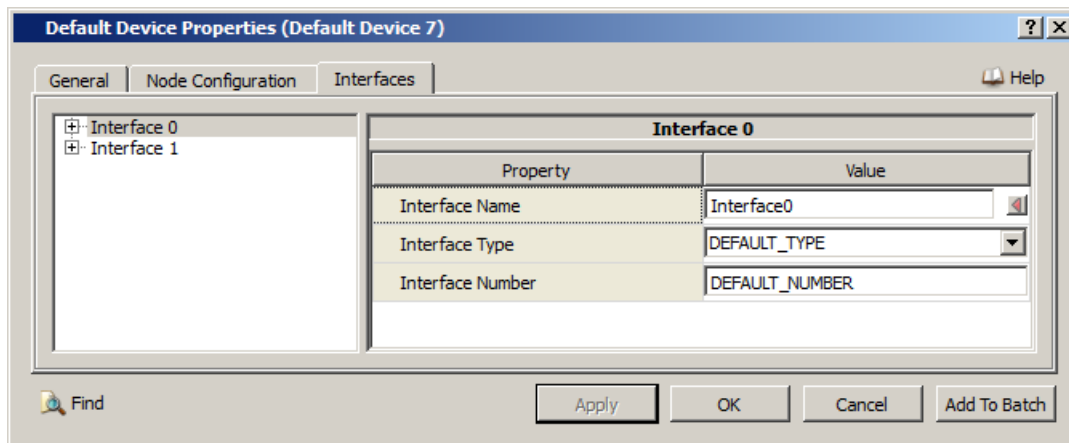 Default Device Properties (Default Device 7)
General Node Configuration Interfaces Help
Interface 0
Interface 1
Interface 0
Property Value
Interface Name Interface0
Interface Type DEFAULT_TYPE
Interface Number DEFAULT_NUMBER
Find Apply OK Cancel Add To Batch